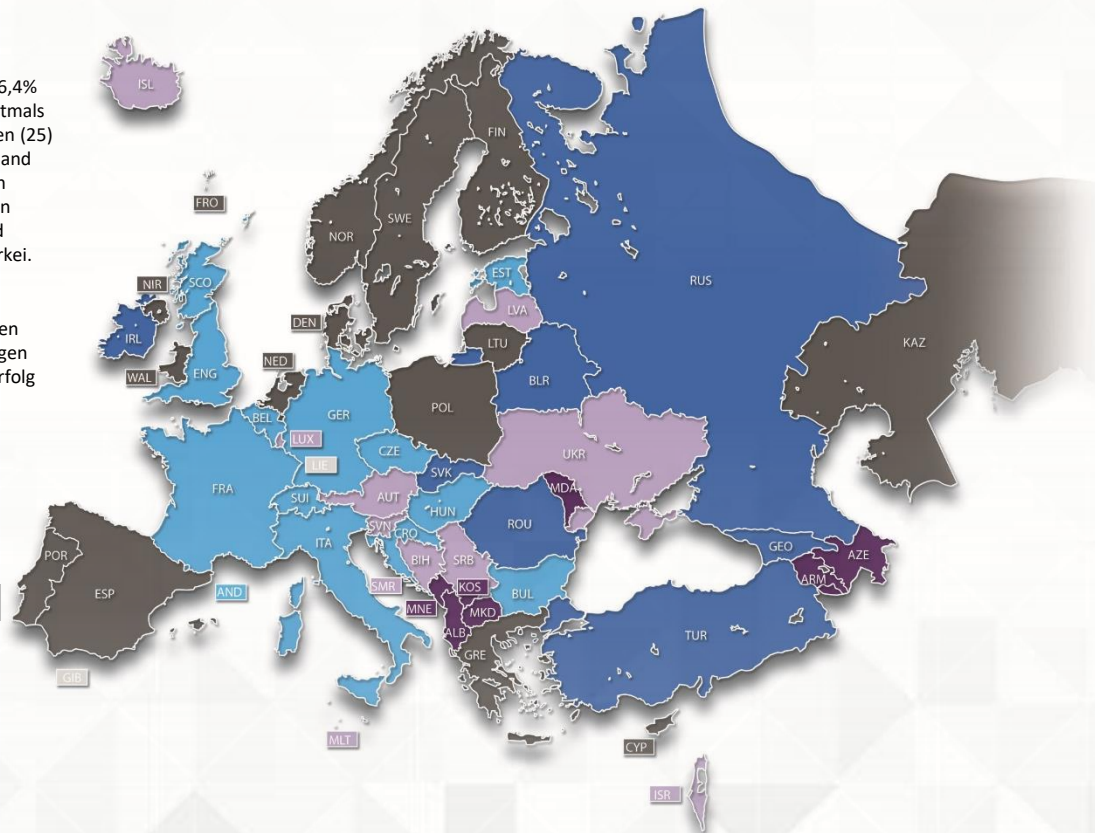 6,4%
tmals
en (25)
and
n
n
d
rkei.
en
gen
rfolg
ISL
FRO
FIN
SWE
NOR
RUS
NIR
SCO
EST
LVA
DEN
IRL
LTU
KAZ
NED
WAL
ENG
BLR
POL
GER
BEL
LUX
CZE
UKR
LIE
SVK
MDA
FRA
SUI
AUT
HUN
ROU
SVN
CRO
ITA
BIH
SRB
GEO
AZE
POR
ESP
AND
SMR
KOS
ARM
MNE
MKD
BUL
ALB
TUR
GRE
GIB
MLT
CYP
ISR